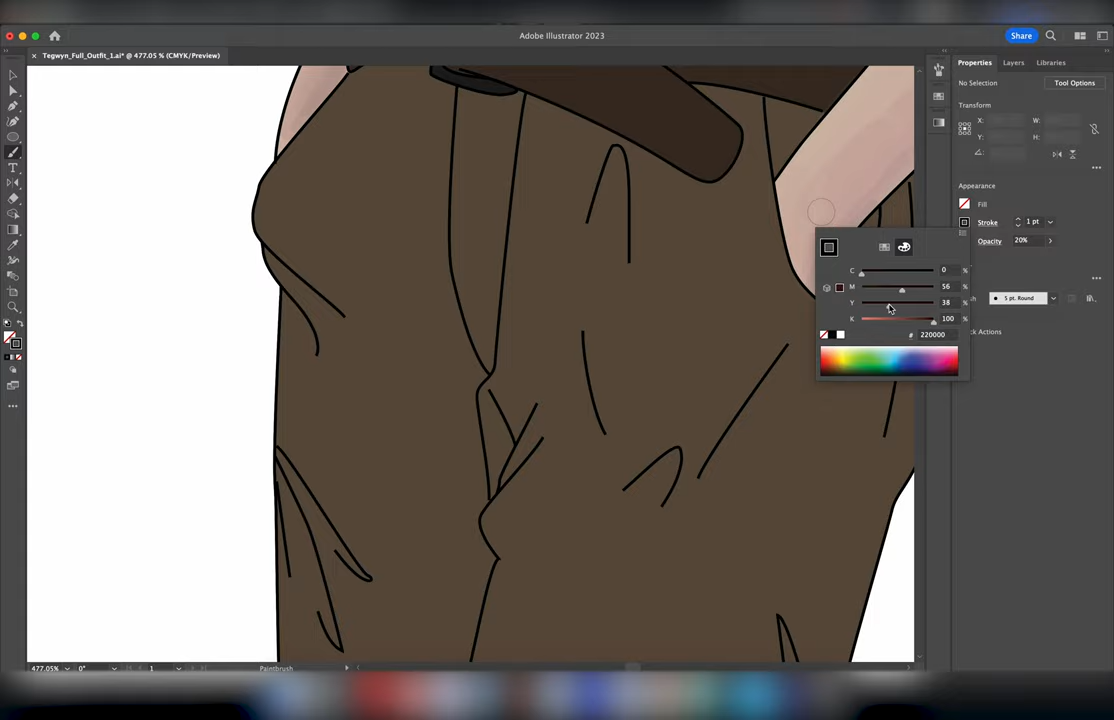 Adobe Illustrator 2023
Share
× Tegwyn_Full_Outfit_1.ai* @ 477.05 % (CMYK/Preview)
Properties Layers Libraries
No Selection Tool Options
Transform
X: W:
Y: H:
Appearance
Fill
Stroke 1 pt
Opacity 20%
C 0 %
M 56 %
Y 38 %
K 100 %
# 220000
5 pt. Round
ck Actions
477.05% 0° 1 Paintbrush